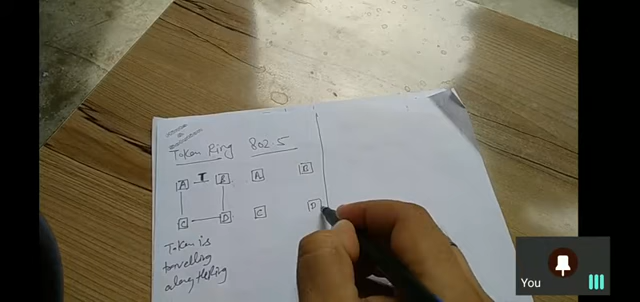 Token Ring 802.5
A T B A B
C D C D
Token is
travelling
along the ring
You